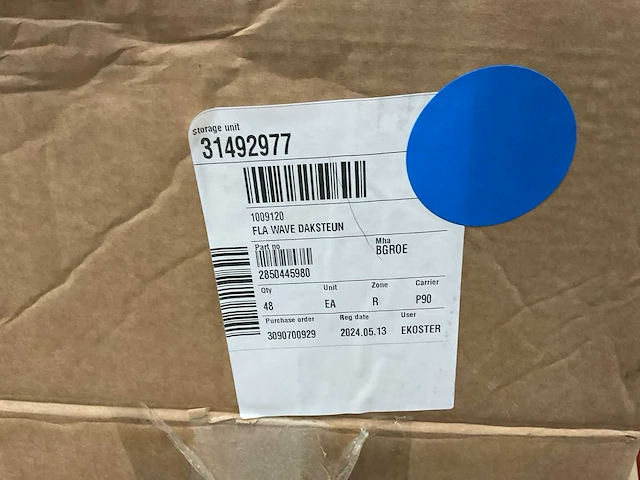 storage unit
31492977
1009120
FLA WAVE DAKSTEUN
Part no
Mha
BGROE
2850445980
Qty Unit Zone Carrier
48 EA R P90
Purchase order Reg date User
3090700929 2024.05.13 EKOSTER